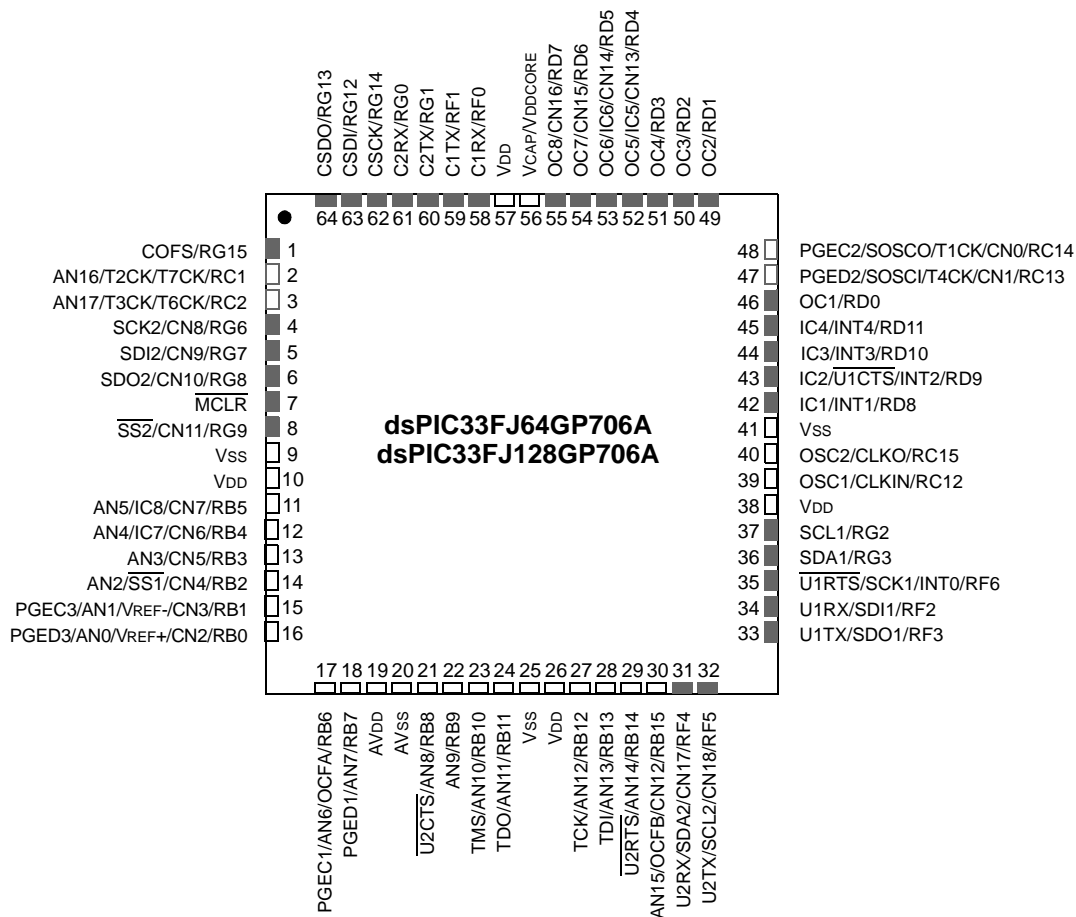 CSDO/RG13
CSDI/RG12
CSCK/RG14
C2RX/RG0
C2TX/RG1
C1TX/RF1
C1RX/RF0
VDD
VCAP/VDDCORE
OC8/CN16/RD7
OC7/CN15/RD6
OC6/IC6/CN14/RD5
OC5/IC5/CN13/RD4
OC4/RD3
OC3/RD2
OC2/RD1
64 63 62 61 60 59 58 57 56 55 54 53 52 51 50 49
COFS/RG15 1
AN16/T2CK/T7CK/RC1 2
AN17/T3CK/T6CK/RC2 3
SCK2/CN8/RG6 4
SDI2/CN9/RG7 5
SDO2/CN10/RG8 6
MCLR 7
SS2/CN11/RG9 8
VSS 9
VDD 10
AN5/IC8/CN7/RB5 11
AN4/IC7/CN6/RB4 12
AN3/CN5/RB3 13
AN2/SS1/CN4/RB2 14
PGEC3/AN1/VREF-/CN3/RB1 15
PGED3/AN0/VREF+/CN2/RB0 16
dsPIC33FJ64GP706A
dsPIC33FJ128GP706A
48 PGEC2/SOSCO/T1CK/CN0/RC14
47 PGED2/SOSCI/T4CK/CN1/RC13
46 OC1/RD0
45 IC4/INT4/RD11
44 IC3/INT3/RD10
43 IC2/U1CTS/INT2/RD9
42 IC1/INT1/RD8
41 VSS
40 OSC2/CLKO/RC15
39 OSC1/CLKIN/RC12
38 VDD
37 SCL1/RG2
36 SDA1/RG3
35 U1RTS/SCK1/INT0/RF6
34 U1RX/SDI1/RF2
33 U1TX/SDO1/RF3
17 18 19 20 21 22 23 24 25 26 27 28 29 30 31 32
PGEC1/AN6/OCFA/RB6
PGED1/AN7/RB7
AVDD
AVSS
U2CTS/AN8/RB8
AN9/RB9
TMS/AN10/RB10
TDO/AN11/RB11
VSS
VDD
TCK/AN12/RB12
TDI/AN13/RB13
U2RTS/AN14/RB14
AN15/OCFB/CN12/RB15
U2RX/SDA2/CN17/RF4
U2TX/SCL2/CN18/RF5